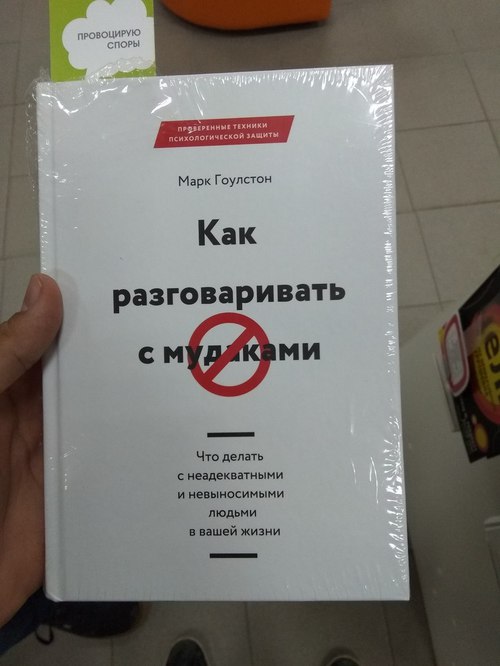 ПРОВОЦИРУЮ
СПОРЫ
ПРОВЕРЕННЫЕ ТЕХНИКИ
ПСИХОЛОГИЧЕСКОЙ ЗАЩИТЫ
Марк Гоулстон
Как
разговаривать
с мудаками
Что делать
с неадекватными
и невыносимыми
людьми
в вашей жизни